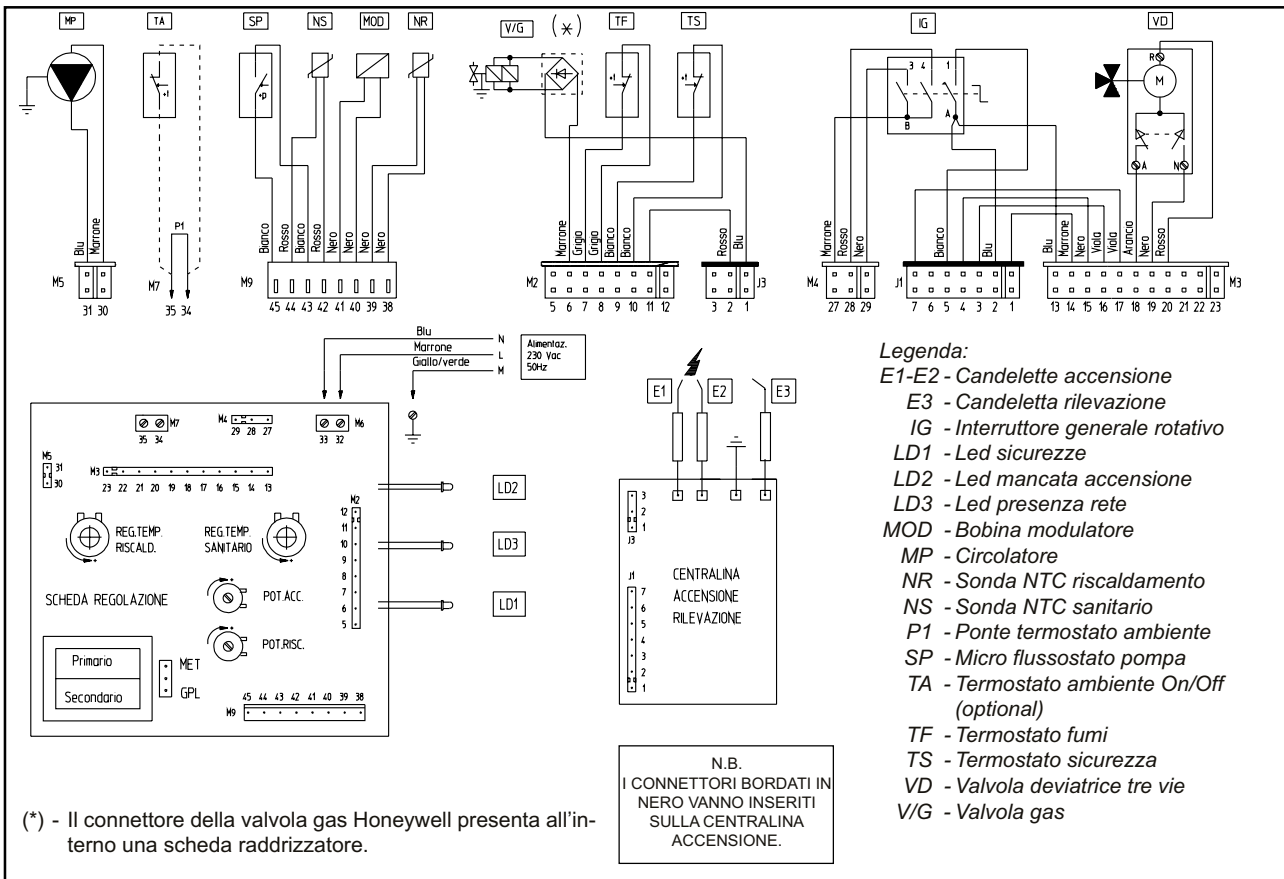 MP TA SP NS MOD NR V/G (*) TF TS IG VD
3 4 1
R
M
+t +p +t +t
B A
A N
P1
Blu Marrone
Bianco Rosso Bianco Rosso Nero Nero Nero Nero
Marrone Grigio Grigio Bianco Bianco
Rosso Blu
Marrone Rosso Nero
Bianco Blu
Blu Marrone Nero Viola Viola Arancio Nero Rosso
M5 M7 M9 M2 J3 M4 J1 M3
31 30
35 34
45 44 43 42 41 40 39 38
5 6 7 8 9 10 11 12
3 2 1
27 28 29
7 6 5 4 3 2 1
13 14 15 16 17 18 19 20 21 22 23
Blu N
Marrone L
Giallo/verde M
Alimentaz.
230 Vac
50Hz
M7
35 34
M4
29 28 27
M6
33 32
M5
31
30
M3
23 22 21 20 19 18 17 16 15 14 13
M2
12
11
10
9
8
7
6
5
LD2
LD3
LD1
REG.TEMP.
RISCALD.
REG.TEMP.
SANITARIO
SCHEDA REGOLAZIONE
POT.ACC.
POT.RISC.
Primario
Secondario
MET
GPL
45 44 43 42 41 40 39 38
M9
E1 E2 E3
3
2
1
J3
J1
7
6
5
4
3
2
1
CENTRALINA
ACCENSIONE
RILEVAZIONE
N.B.
I CONNETTORI BORDATI IN
NERO VANNO INSERITI
SULLA CENTRALINA
ACCENSIONE.
Legenda:
E1-E2 - Candelette accensione
E3 - Candeletta rilevazione
IG - Interruttore generale rotativo
LD1 - Led sicurezze
LD2 - Led mancata accensione
LD3 - Led presenza rete
MOD - Bobina modulatore
MP - Circolatore
NR - Sonda NTC riscaldamento
NS - Sonda NTC sanitario
P1 - Ponte termostato ambiente
SP - Micro flussostato pompa
TA - Termostato ambiente On/Off
(optional)
TF - Termostato fumi
TS - Termostato sicurezza
VD - Valvola deviatrice tre vie
V/G - Valvola gas
(*) - Il connettore della valvola gas Honeywell presenta all'in-
terno una scheda raddrizzatore.